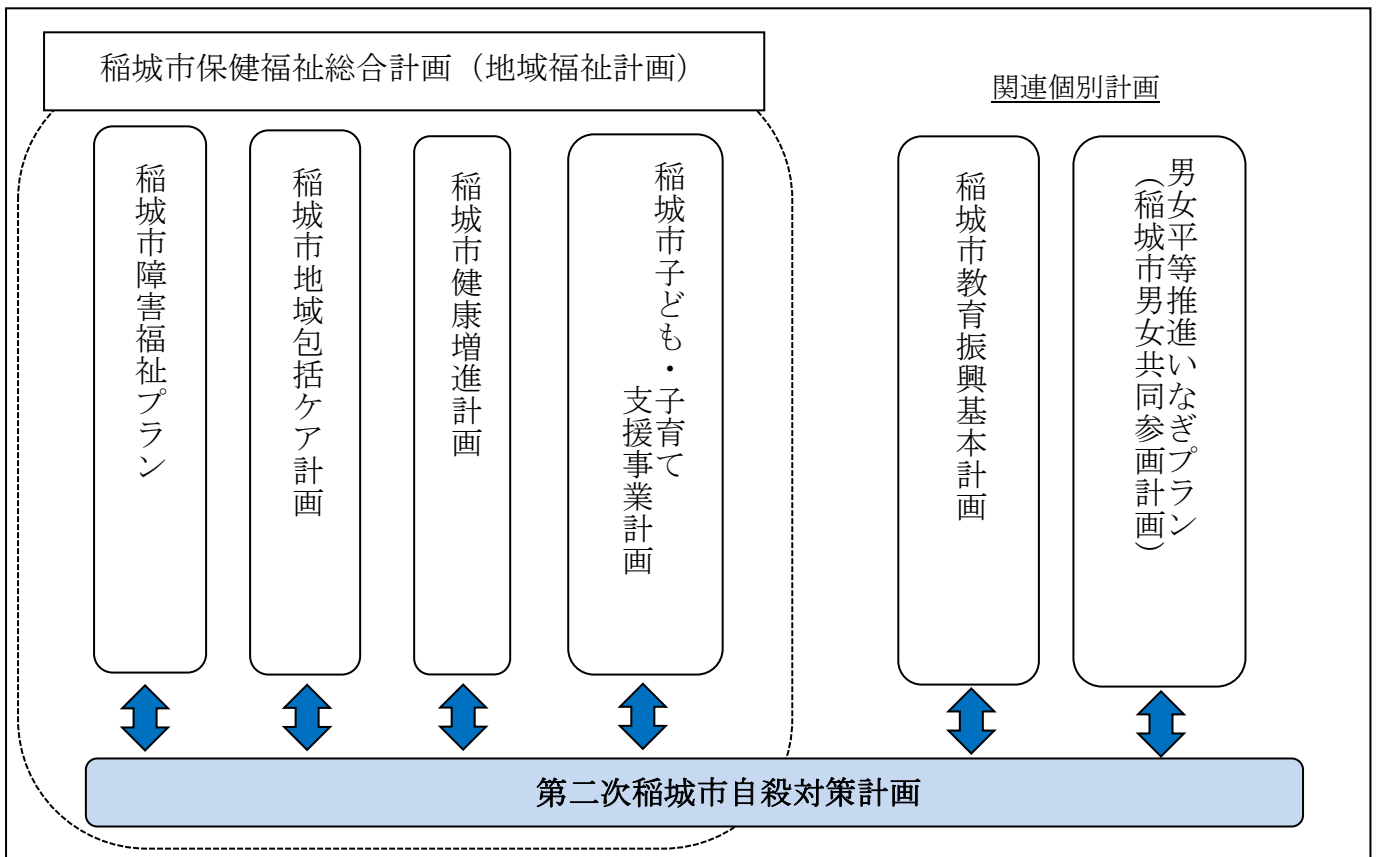 稲城市保健福祉総合計画（地域福祉計画）
関連個別計画
稲城市障害福祉プラン
稲城市地域包括ケア計画
稲城市健康増進計画
稲城市子ども・子育て
支援事業計画
稲城市教育振興基本計画
男女平等推進いなぎプラン
（稲城市男女共同参画計画）
第二次稲城市自殺対策計画